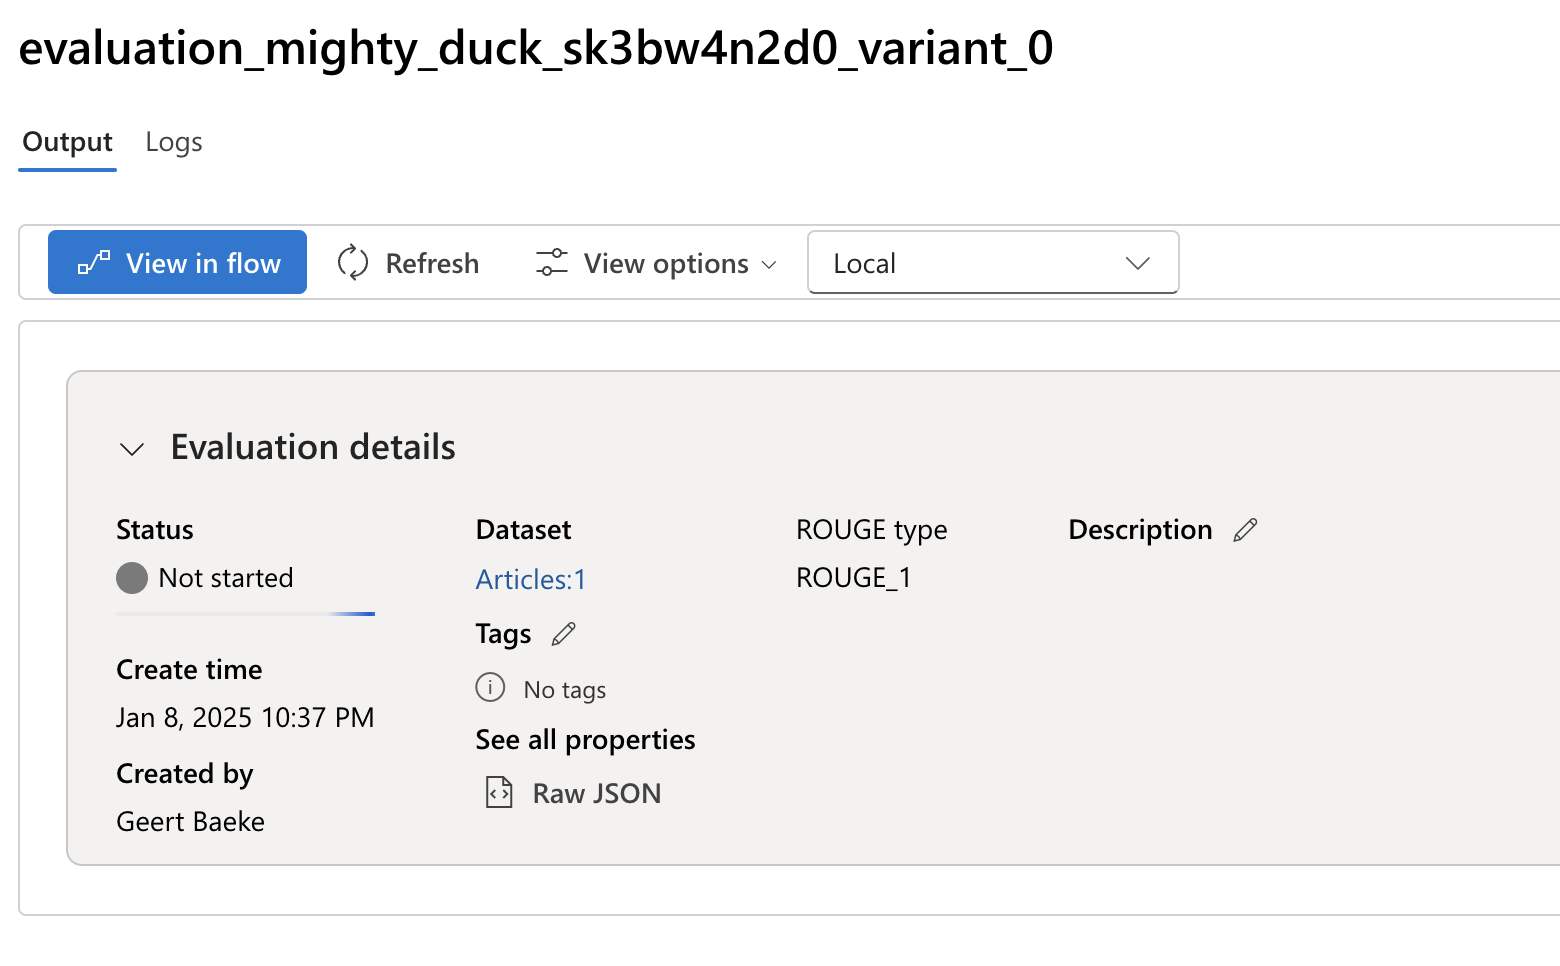 evaluation_mighty_duck_sk3bw4n2d0_variant_0
Output Logs
View in flow Refresh View options Local
Evaluation details
Status
Not started
Create time
Jan 8, 2025 10:37 PM
Created by
Geert Baeke
Dataset
Articles:1
Tags
No tags
See all properties
Raw JSON
ROUGE type
ROUGE_1
Description